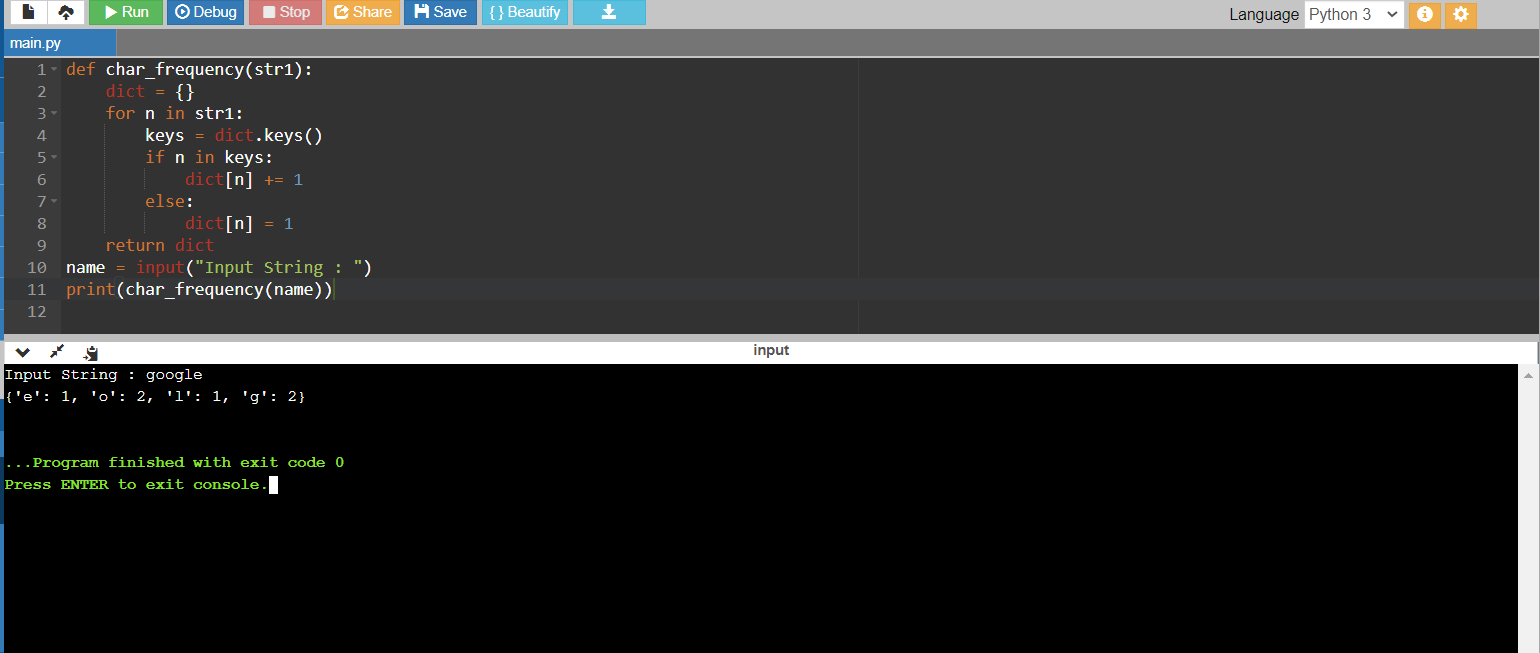 Run Debug Stop Share Save {} Beautify Language Python 3
main.py
1 def char_frequency(str1):
2     dict = {}
3     for n in str1:
4         keys = dict.keys()
5         if n in keys:
6             dict[n] += 1
7         else:
8             dict[n] = 1
9     return dict
10 name = input("Input String : ")
11 print(char_frequency(name))
12
input
Input String : google
{'e': 1, 'o': 2, 'l': 1, 'g': 2}
...Program finished with exit code 0
Press ENTER to exit console.